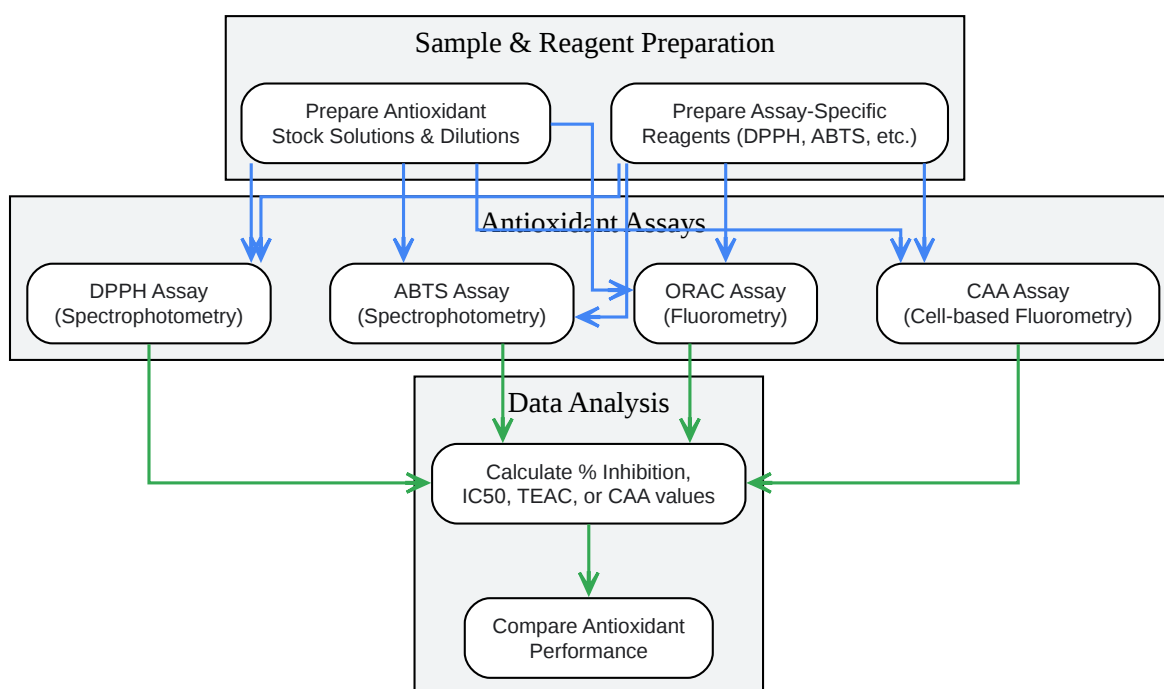 Sample & Reagent Preparation
Prepare Antioxidant
Stock Solutions & Dilutions
Prepare Assay-Specific
Reagents (DPPH, ABTS, etc.)
Antioxidant Assays
DPPH Assay
(Spectrophotometry)
ABTS Assay
(Spectrophotometry)
ORAC Assay
(Fluorometry)
CAA Assay
(Cell-based Fluorometry)
Data Analysis
Calculate % Inhibition,
IC50, TEAC, or CAA values
Compare Antioxidant
Performance